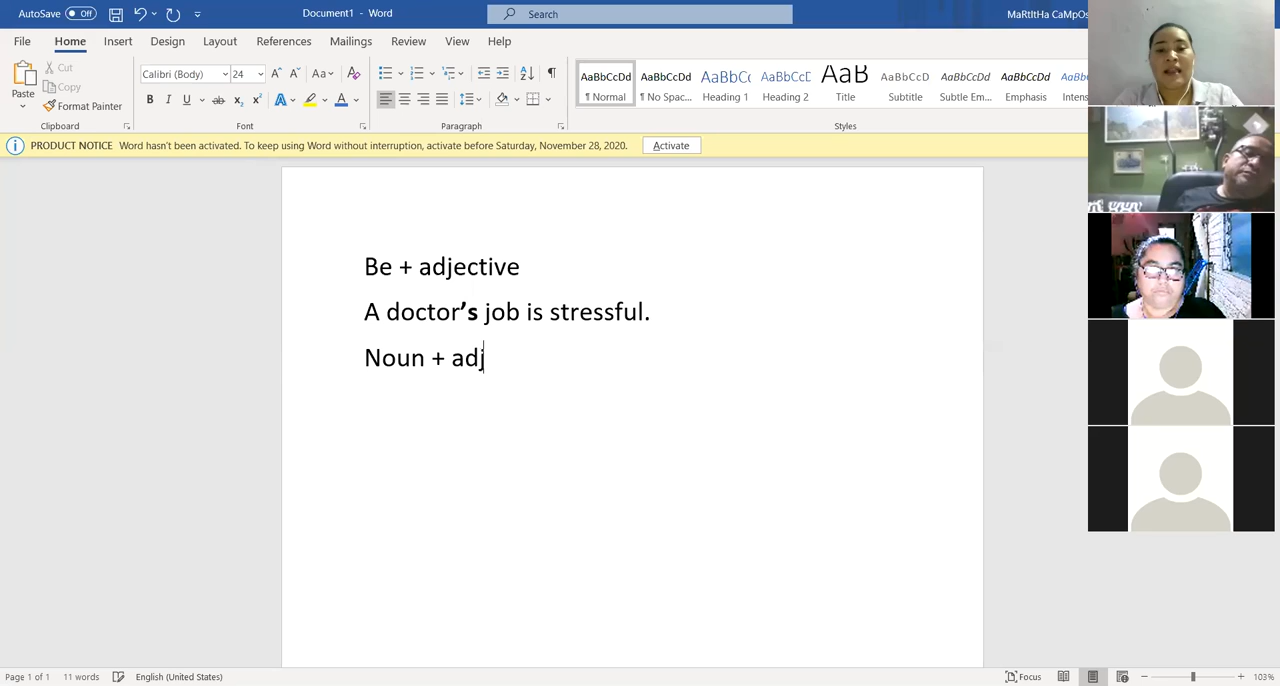 AutoSave Off Document1 - Word Search MaRtItHa CaMpOs
File Home Insert Design Layout References Mailings Review View Help
Paste Cut Copy Format Painter
Calibri (Body) 24
AaBbCcDd AaBbCcDd AaBbCc AaBbCcE AaB AaBbCcD AaBbCcDd AaBbCcDd AaBb
¶ Normal ¶ No Spac... Heading 1 Heading 2 Title Subtitle Subtle Em... Emphasis Intens
Clipboard Font Paragraph Styles
PRODUCT NOTICE Word hasn't been activated. To keep using Word without interruption, activate before Saturday, November 28, 2020. Activate
Be + adjective
A doctor's job is stressful.
Noun + adj
Page 1 of 1 11 words English (United States) Focus 103%